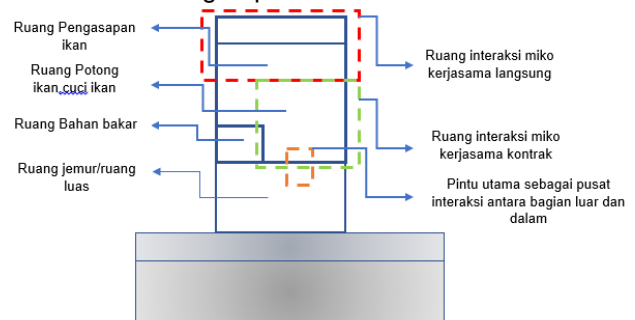 Ruang Pengasapan
ikan
Ruang Potong
ikan,cuci ikan
Ruang Bahan bakar
Ruang jemur/ruang
luas
Ruang interaksi miko
kerjasama langsung
Ruang interaksi miko
kerjasama kontrak
Pintu utama sebagai pusat
interaksi antara bagian luar dan
dalam